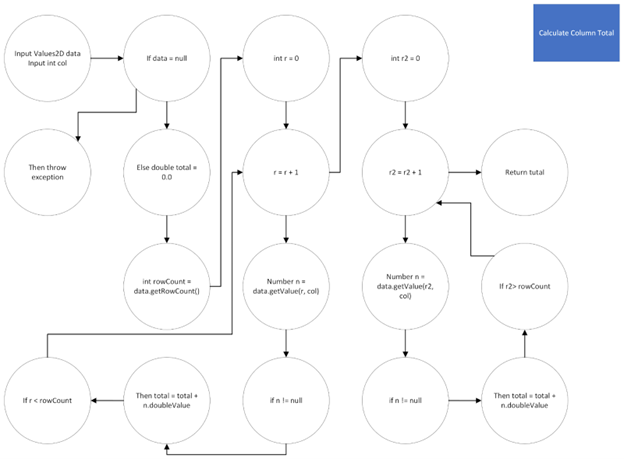 Calculate Column Total
Input Values2D data
Input int col
If data = null
int r = 0
int r2 = 0
Then throw
exception
Else double total =
0.0
r = r + 1
r2 = r2 + 1
Return tutal
int rowCount =
data.getRowCount()
Number n =
data.getValue(r, col)
Number n =
data.getValue(r2,
col)
If r2> rowCount
If r < rowCount
Then total = total +
n.doubleValue
if n != null
if n != null
Then total = total +
n.doubleValue